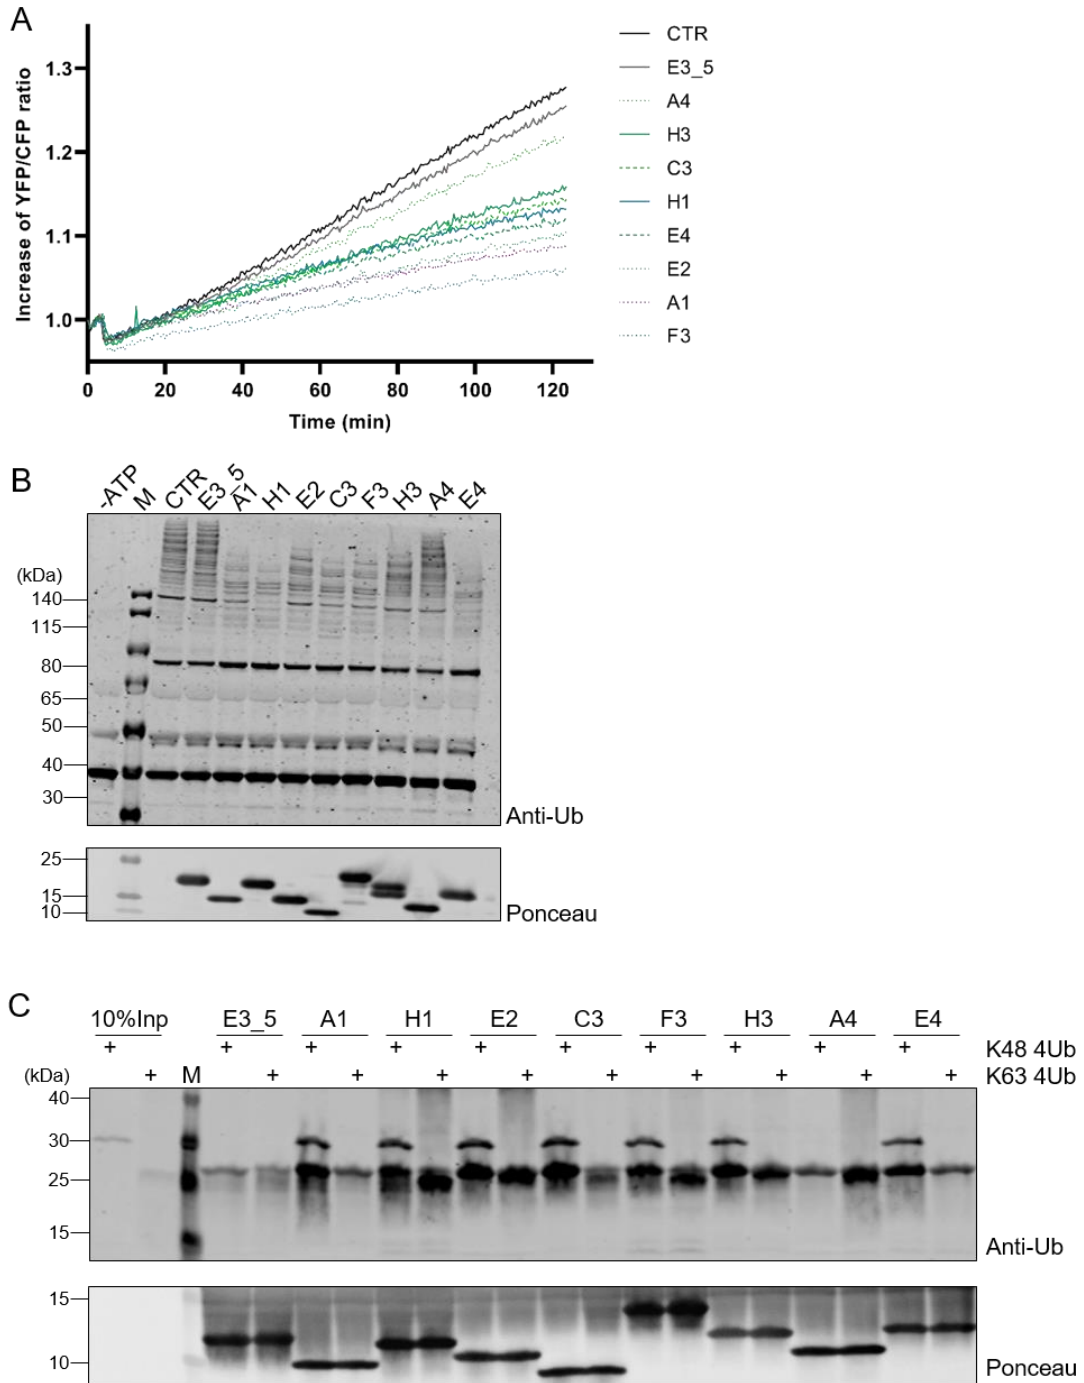 A
Increase of YFP/CFP ratio
1.3
1.2
1.1
1.0
0 20 40 60 80 100 120
Time (min)
CTR
E3_5
A4
H3
C3
H1
E4
E2
A1
F3
B
-ATP M CTR E3_5 A1 H1 E2 C3 F3 H3 A4 E4
(kDa)
140
115
80
65
50
40
30
Anti-Ub
25
15
10
Ponceau
C
10%Inp E3_5 A1 H1 E2 C3 F3 H3 A4 E4
+ + + + + + + + + + K48 4Ub
(kDa) + M + + + + + + + + + K63 4Ub
40
30
25
15
Anti-Ub
15
10
Ponceau